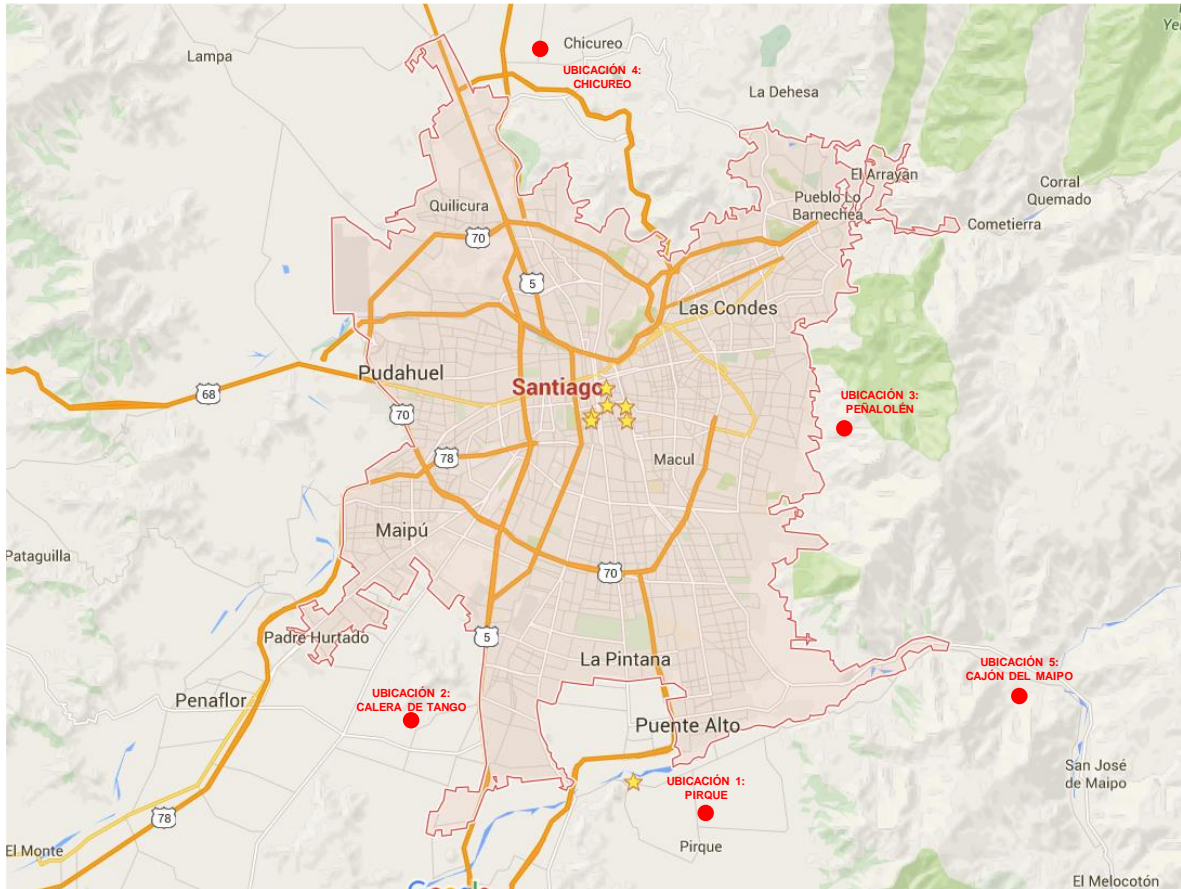 Chicureo
Lampa
UBICACIÓN 4:
CHICUREO
La Dehesa
El Arrayán
Corral
Quemado
Pueblo Lo
Barnechea
Quilicura
Cometierra
70
5
Las Condes
Pudahuel
68
Santiago
UBICACIÓN 3:
PEÑALOLÉN
70
78
Macul
Maipú
Pataguilla
70
Padre Hurtado
5
La Pintana
UBICACIÓN 5:
CAJÓN DEL MAIPO
Penaflor
UBICACIÓN 2:
CALERA DE TANGO
Puente Alto
San José
de Maipo
UBICACIÓN 1:
PIRQUE
78
El Monte
Pirque
El Melocotón
Google